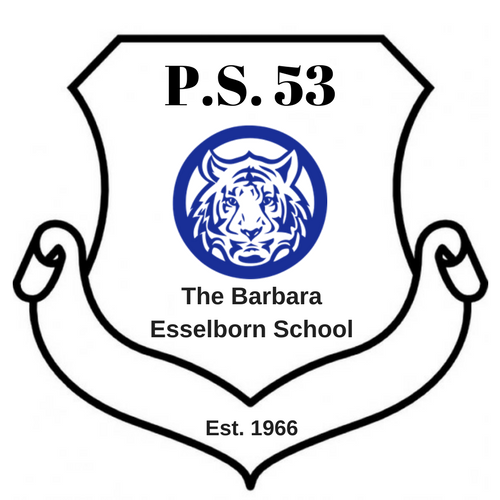 P.S. 53
The Barbara
Esselborn School
Est. 1966